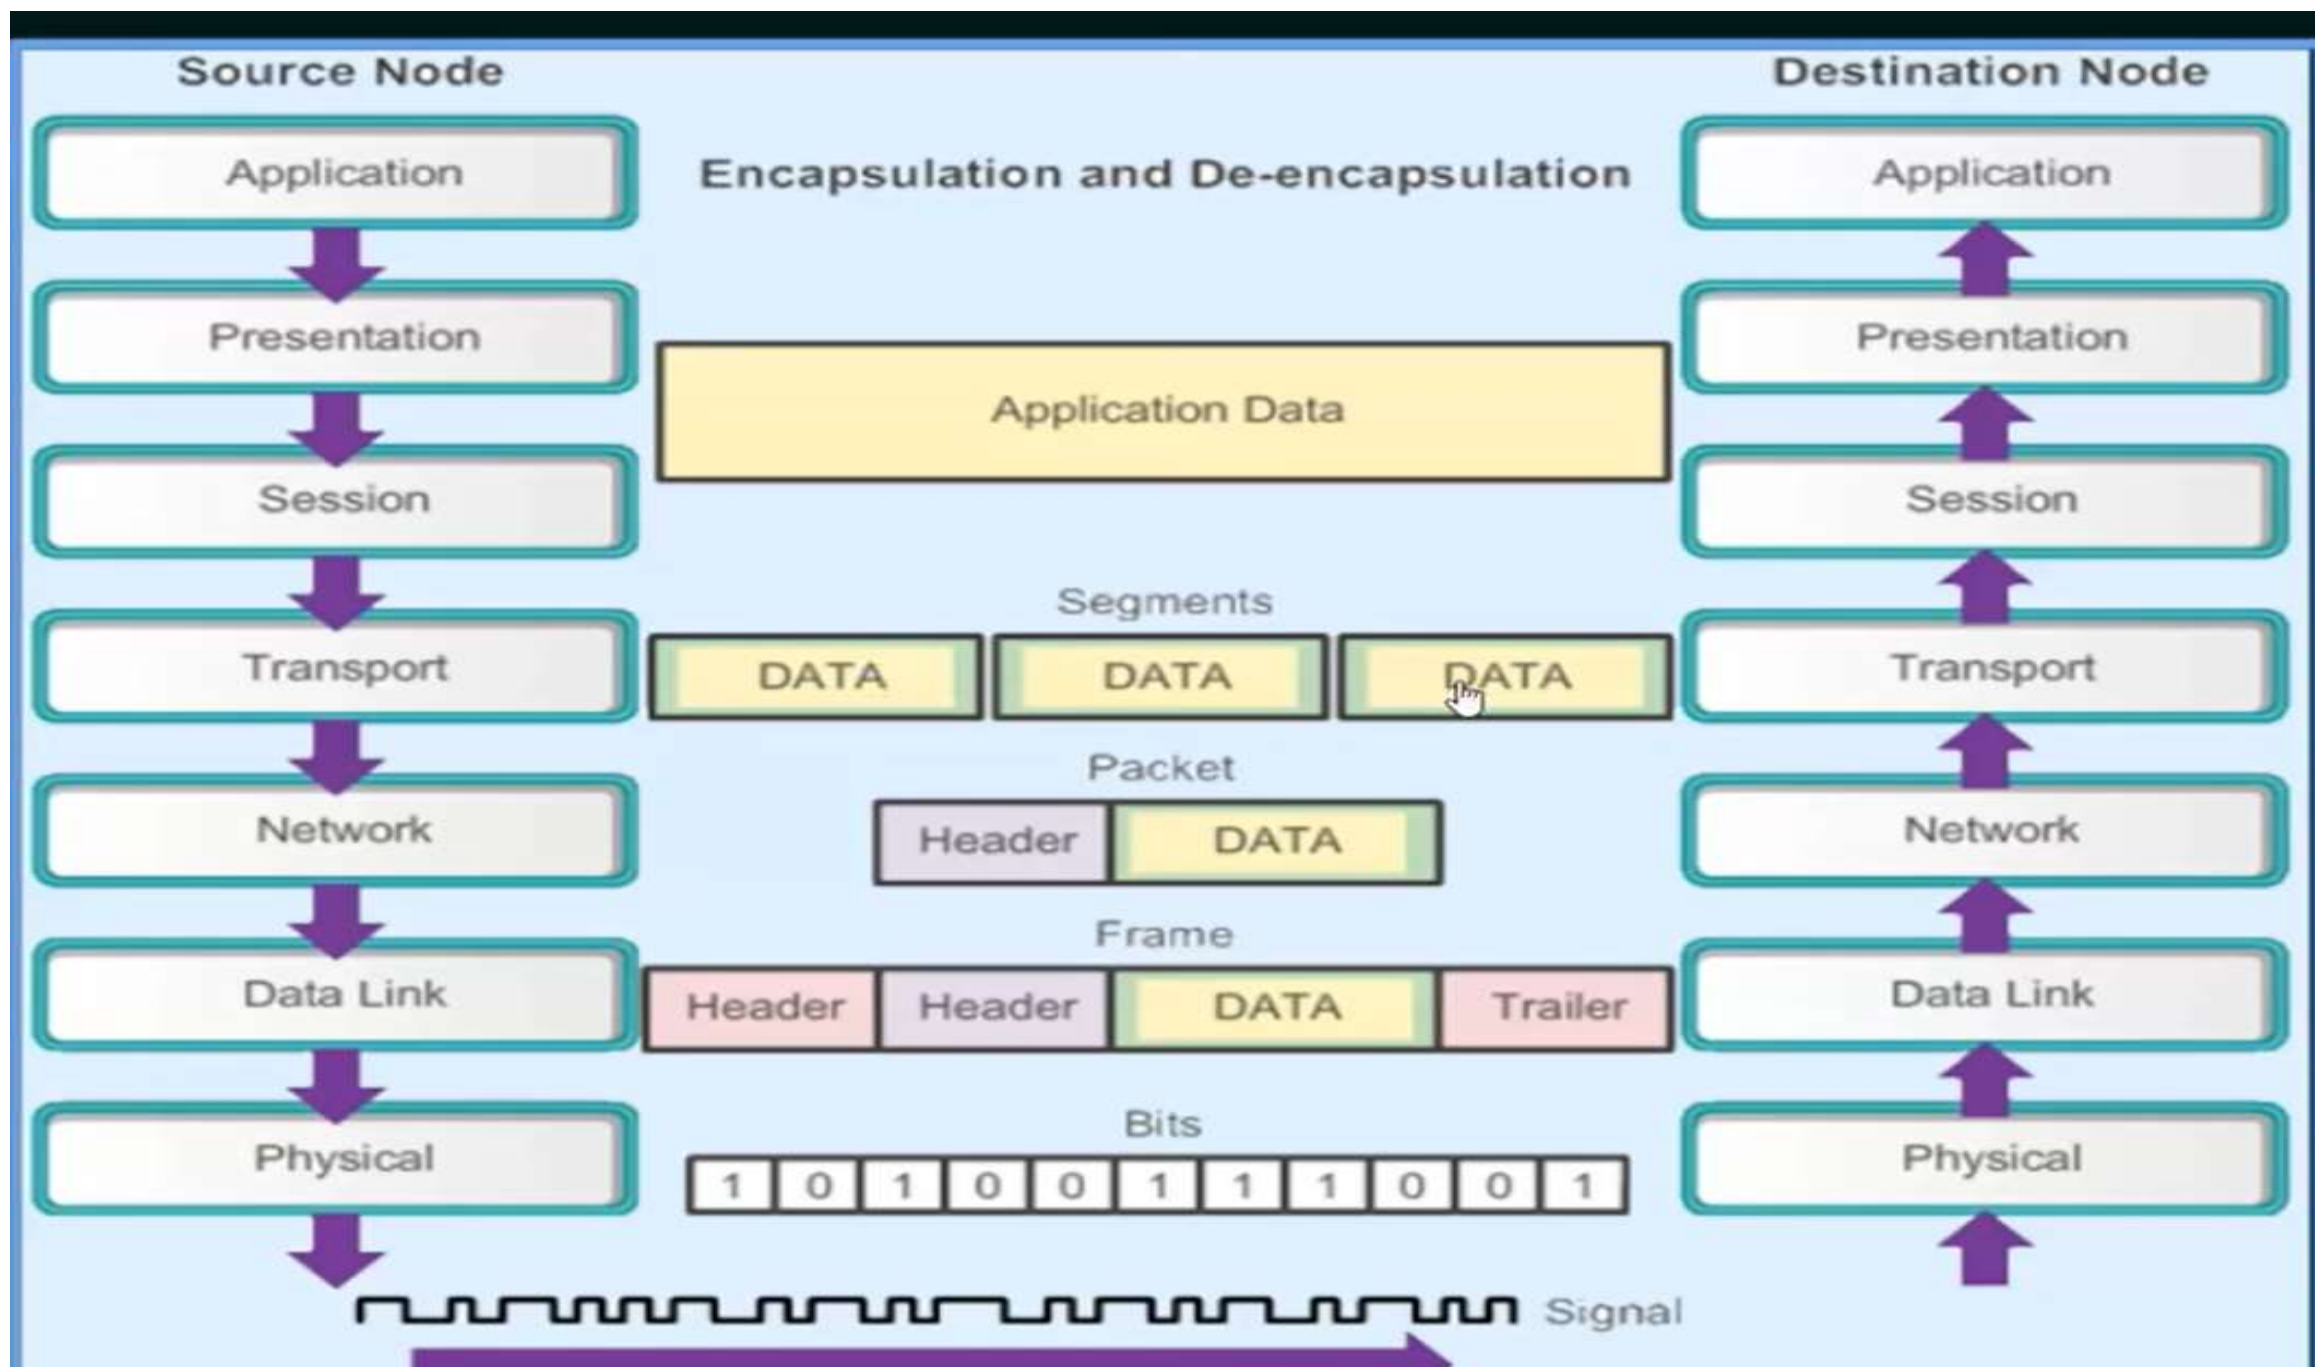 Source Node
Destination Node
Application
Encapsulation and De-encapsulation
Application
Presentation
Presentation
Application Data
Session
Session
Segments
Transport
DATA
DATA
DATA
Transport
Packet
Network
Header
DATA
Network
Frame
Data Link
Header
Header
DATA
Trailer
Data Link
Bits
Physical
1 0 1 0 0 1 1 1 0 0 1
Physical
Signal